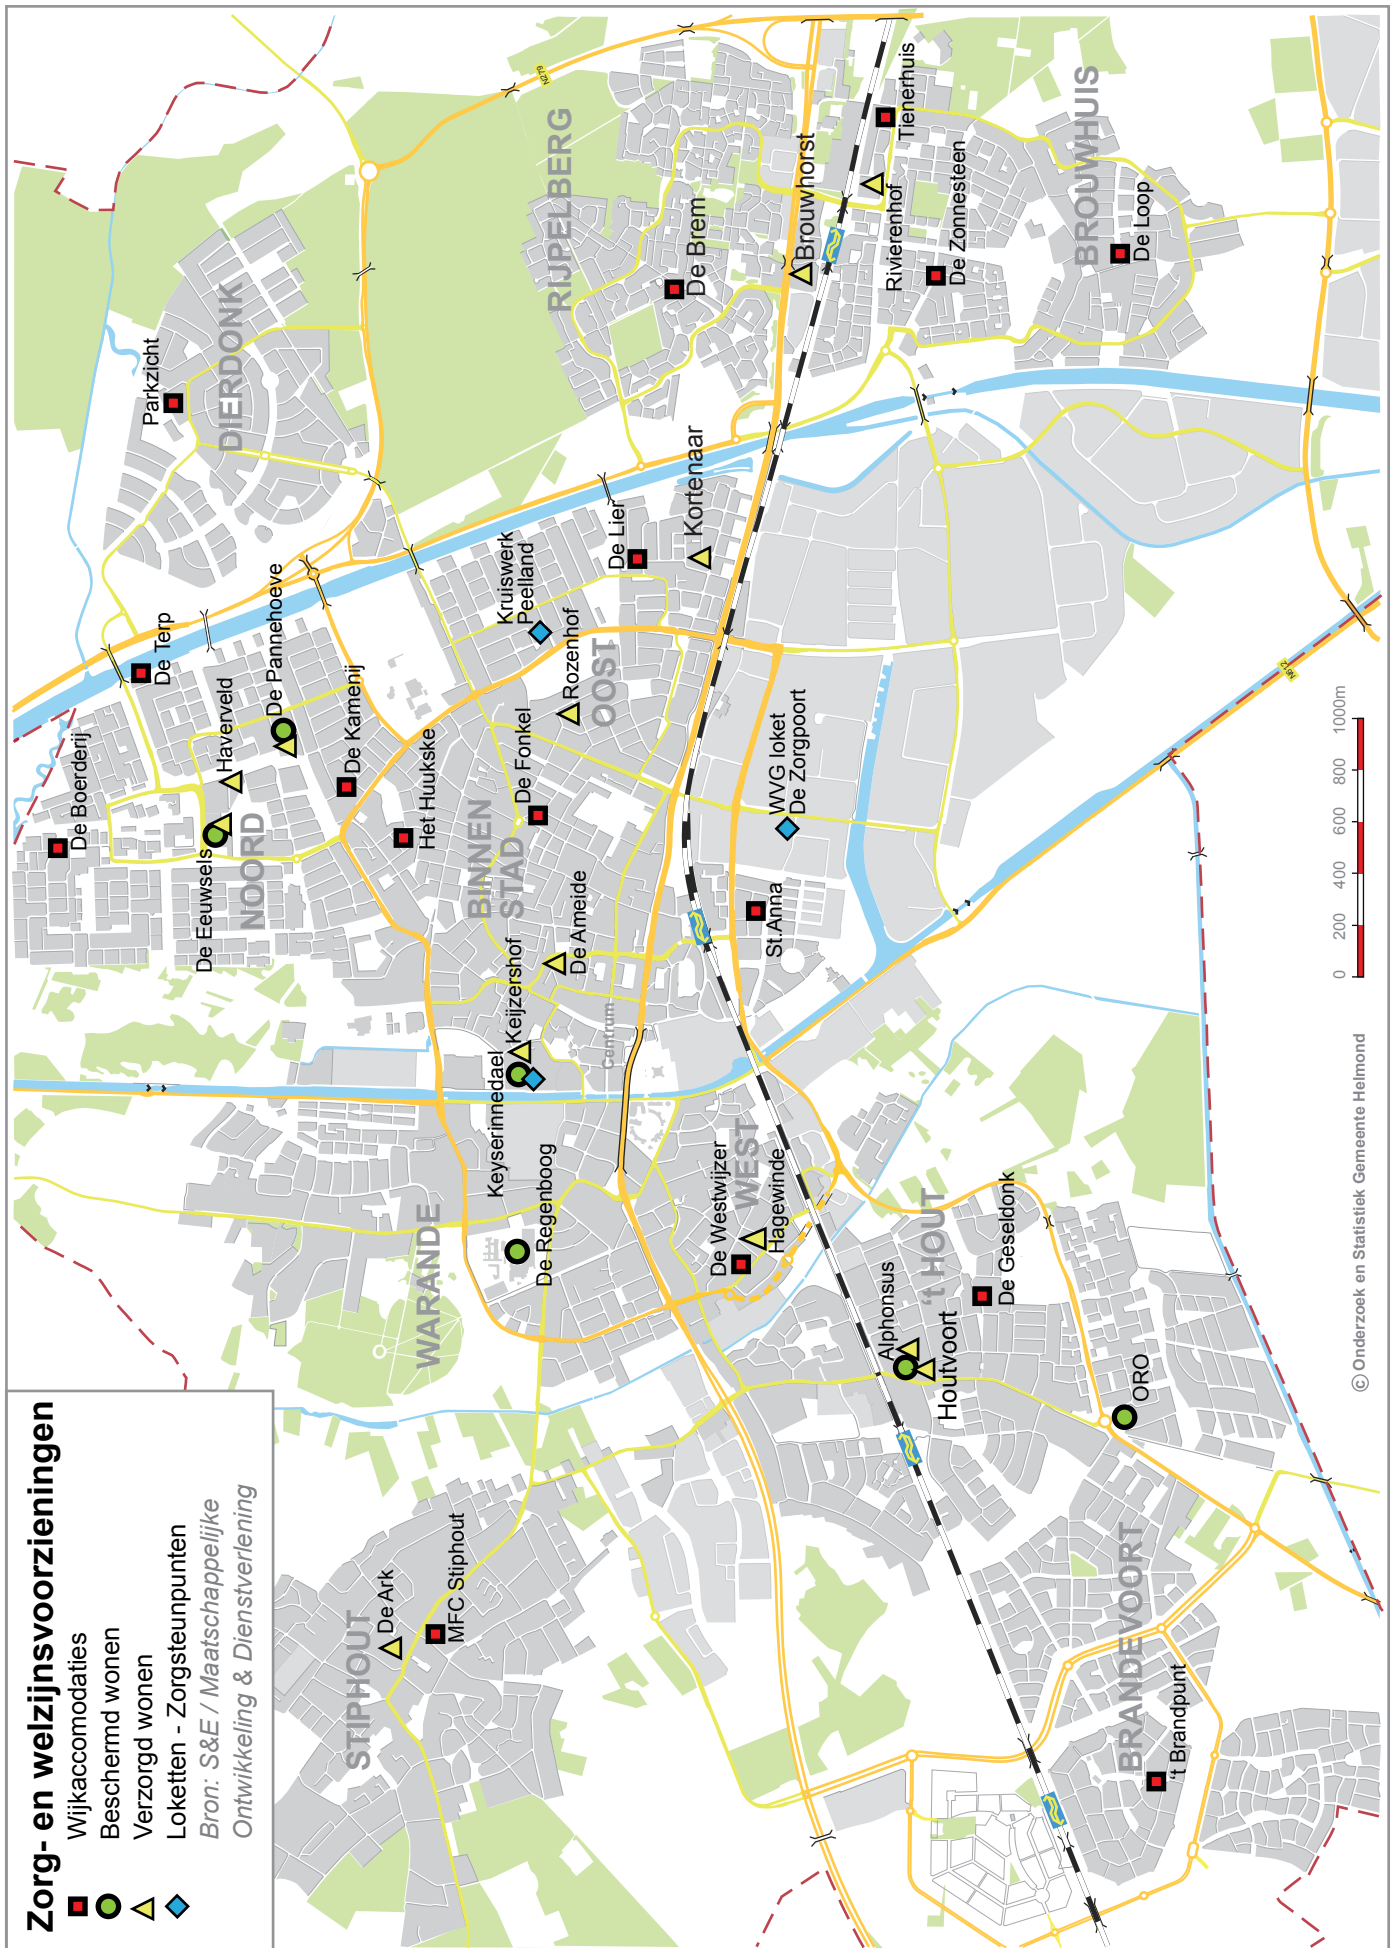 Zorg- en welzijnsvoorzieningen
Wijkaccomodaties
Beschermd wonen
Verzorgd wonen
Loketten - Zorgsteunpunten
Bron: S&E / Maatschappelijke
Ontwikkeling & Dienstverlening
STIPHOUT
De Ark
MFC Stiphout
BRANDEVOORT
't Brandpunt
ORO
't HOUT
Alphonsus
Houtvoort
De Geseldonk
WARANDE
De Regenboog
Keyserinnedael
Keijzershof
WEST
De Westwijzer
Hagewinde
Centrum
De Ameide
BINNEN
STAD
De Fonkel
Het Huukske
St.Anna
WVG loket
De Zorgpoort
NOORD
De Boerderij
De Eeuwsels
Haverveld
De Pannehoeve
De Kamenij
De Terp
OOST
Rozenhof
Kruiswerk
Peelland
De Lier
Kortenaar
DIERDONK
Parkzicht
RIJPELBERG
De Brem
Brouwhorst
BROUWHUIS
Tienerhuis
Rivierenhof
De Zonnesteen
De Loop
N279
N612
0 200 400 600 800 1000m
© Onderzoek en Statistiek Gemeente Helmond